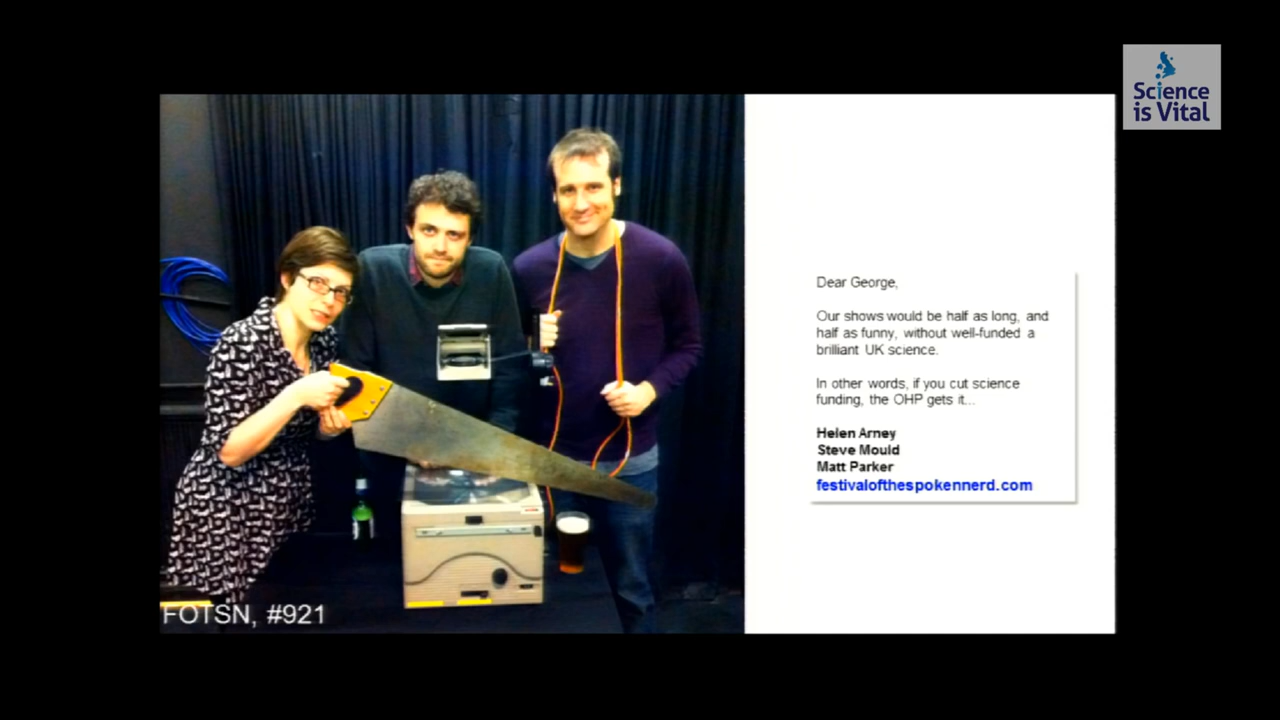 Science
is Vital
Dear George,
Our shows would be half as long, and
half as funny, without well-funded a
brilliant UK science.
In other words, if you cut science
funding, the OHP gets it...
Helen Arney
Steve Mould
Matt Parker
festivalofthespokennerd.com
FOTSN, #921